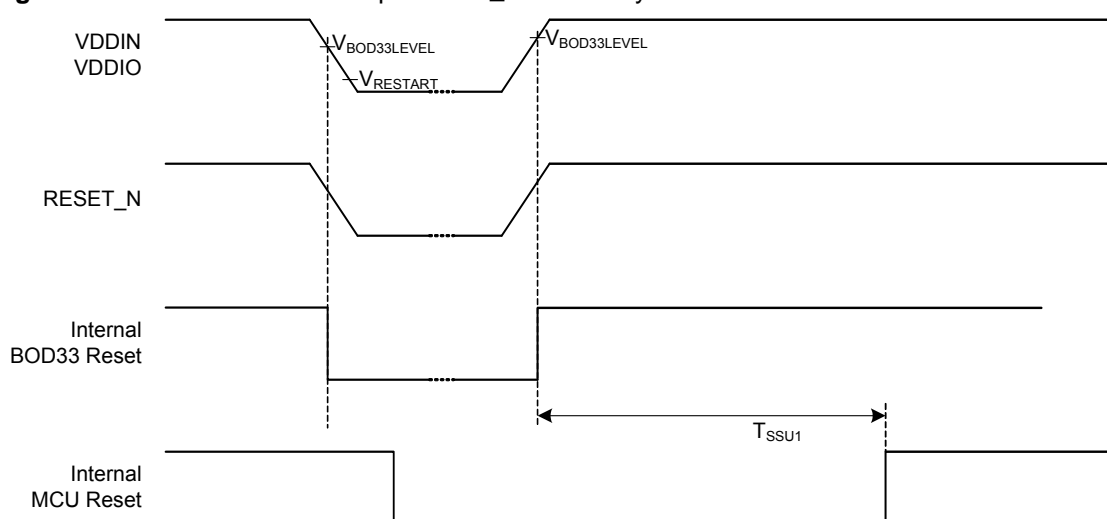 VDDIN
VDDIO
VBOD33LEVEL
VRESTART
VBOD33LEVEL
RESET_N
Internal
BOD33 Reset
TSSU1
Internal
MCU Reset